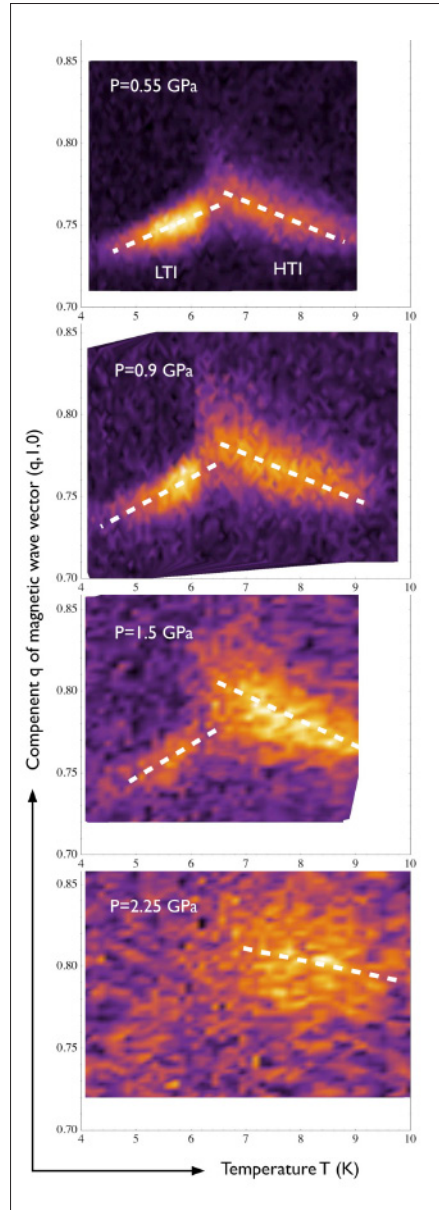 P=0.55 GPa
0.85
0.80
0.75
0.70
LTI
HTI
4 5 6 7 8 9 10
P=0.9 GPa
0.85
0.80
0.75
0.70
4 5 6 7 8 9 10
P=1.5 GPa
0.85
0.80
0.75
0.70
4 5 6 7 8 9 10
P=2.25 GPa
0.85
0.80
0.75
0.70
4 5 6 7 8 9 10
Compenent q of magnetic wave vector (q,1,0)
Temperature T (K)